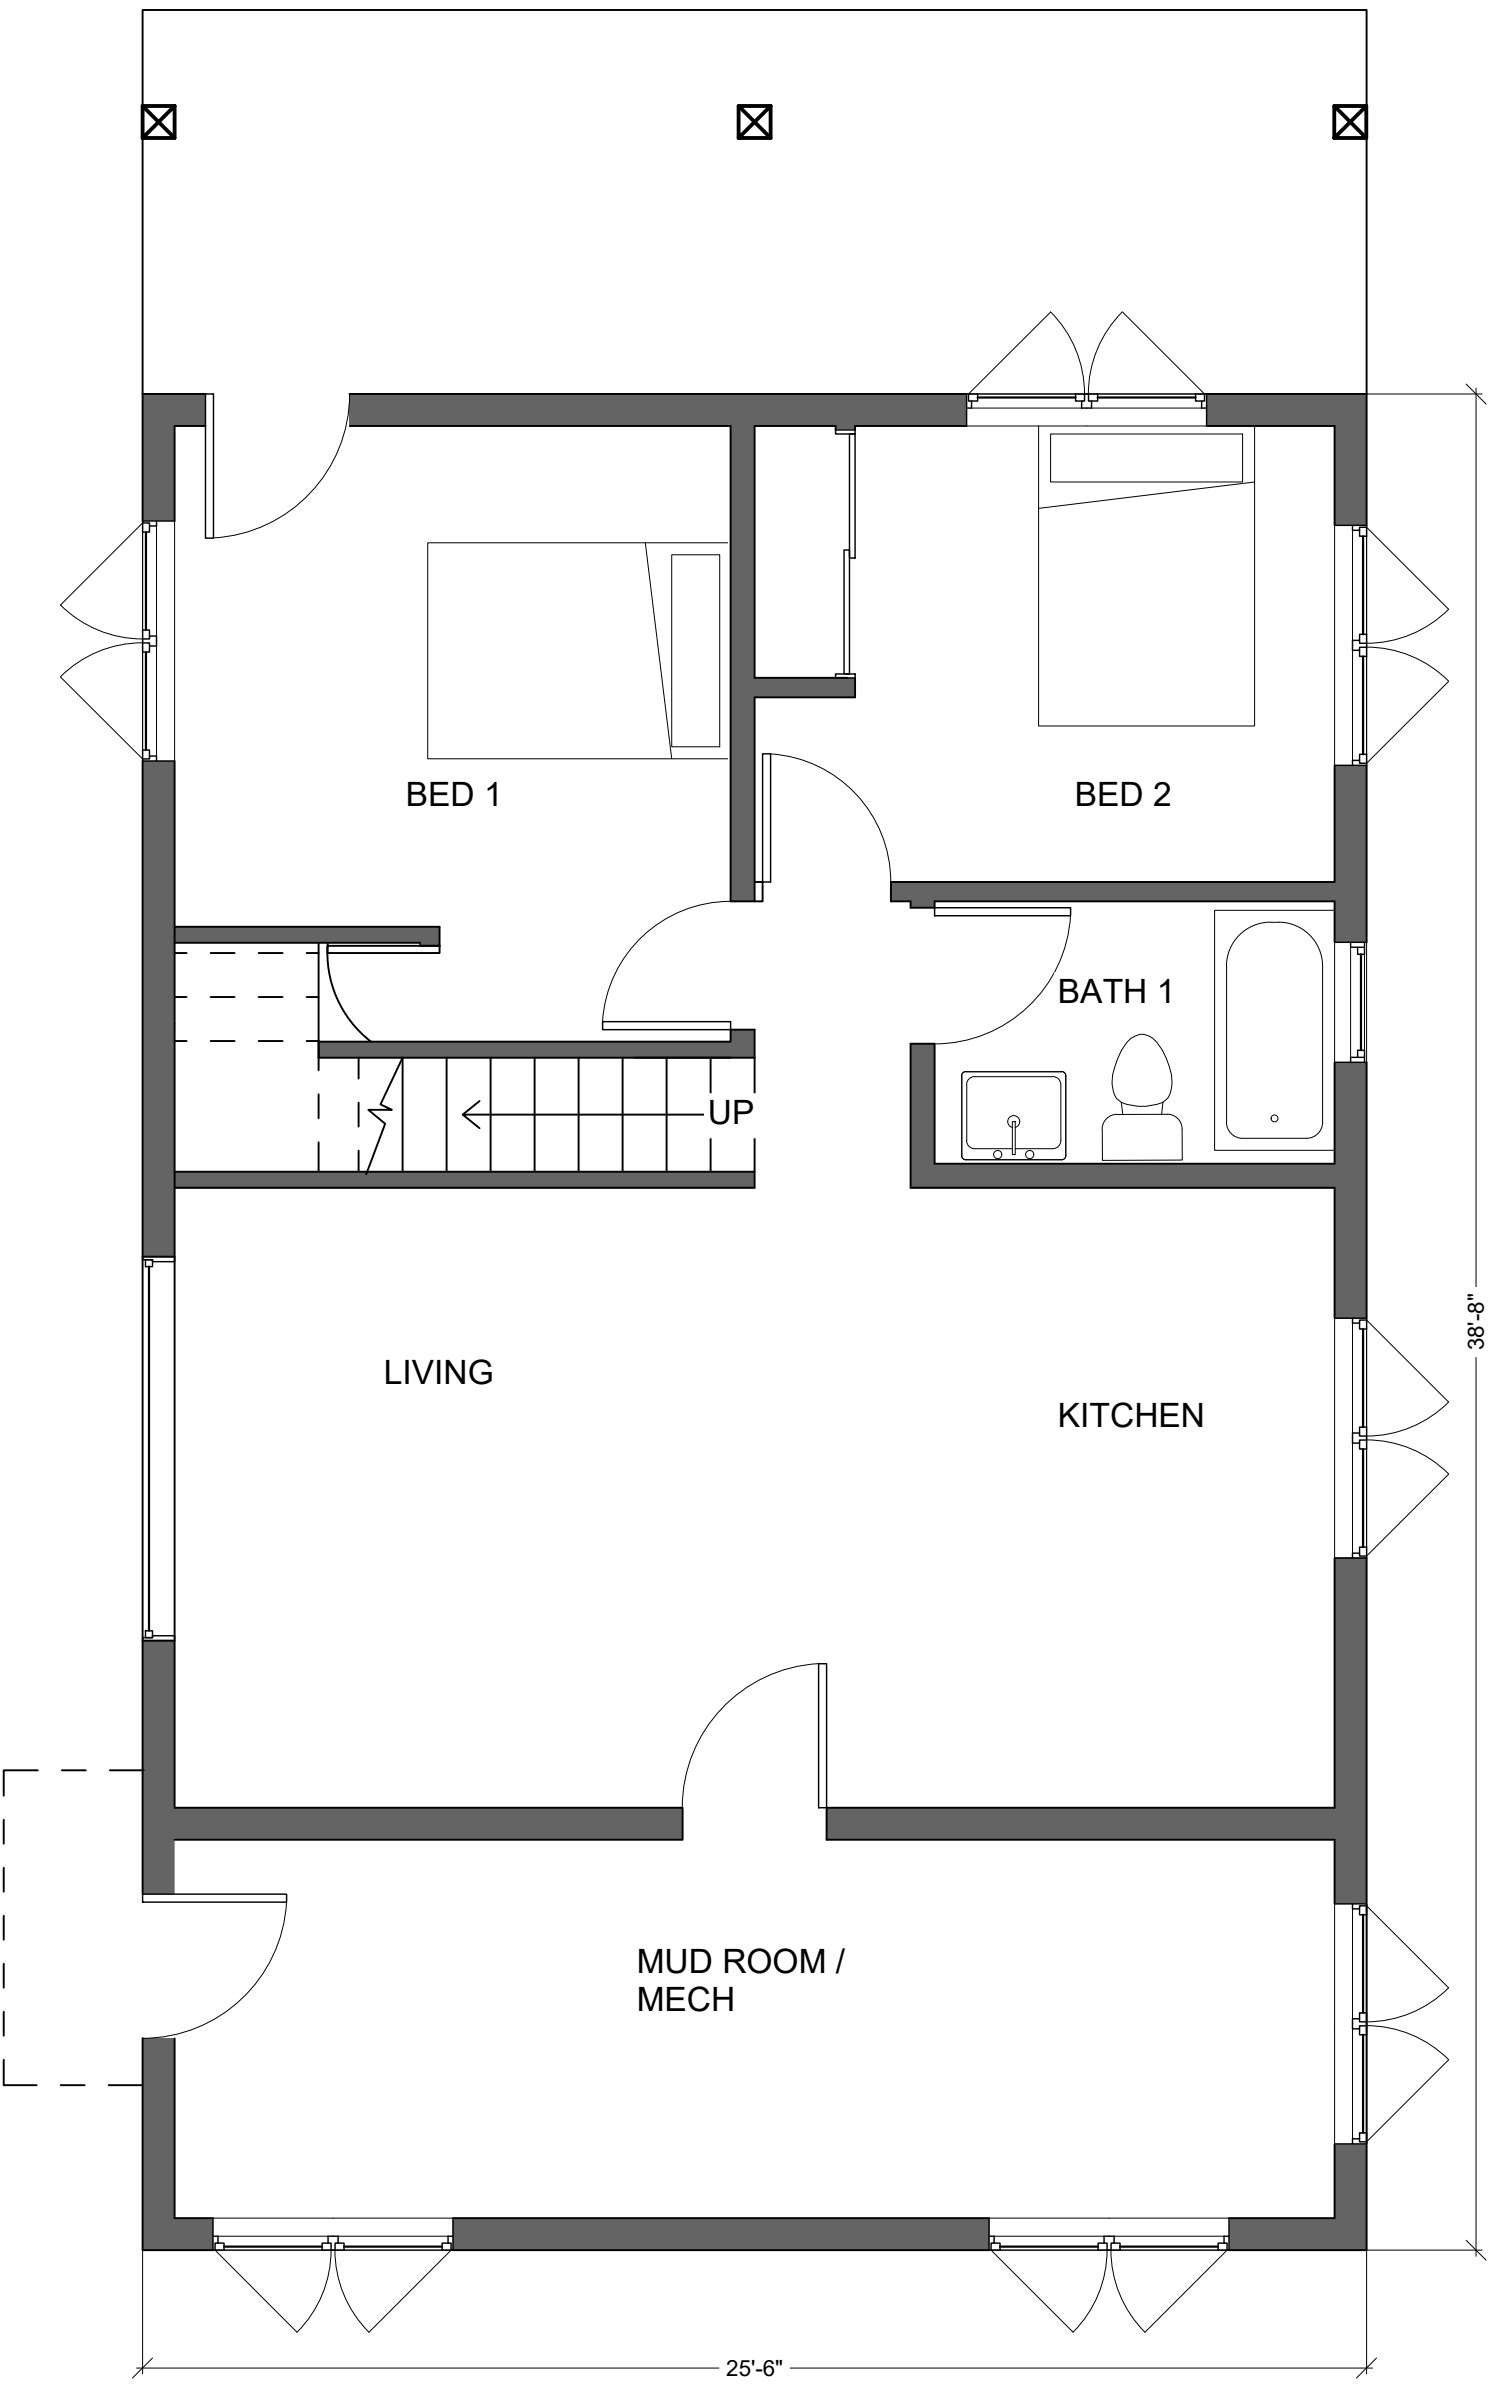 BED 1
BED 2
BATH 1
UP
38'-8"
LIVING
KITCHEN
MUD ROOM /
MECH
25'-6"